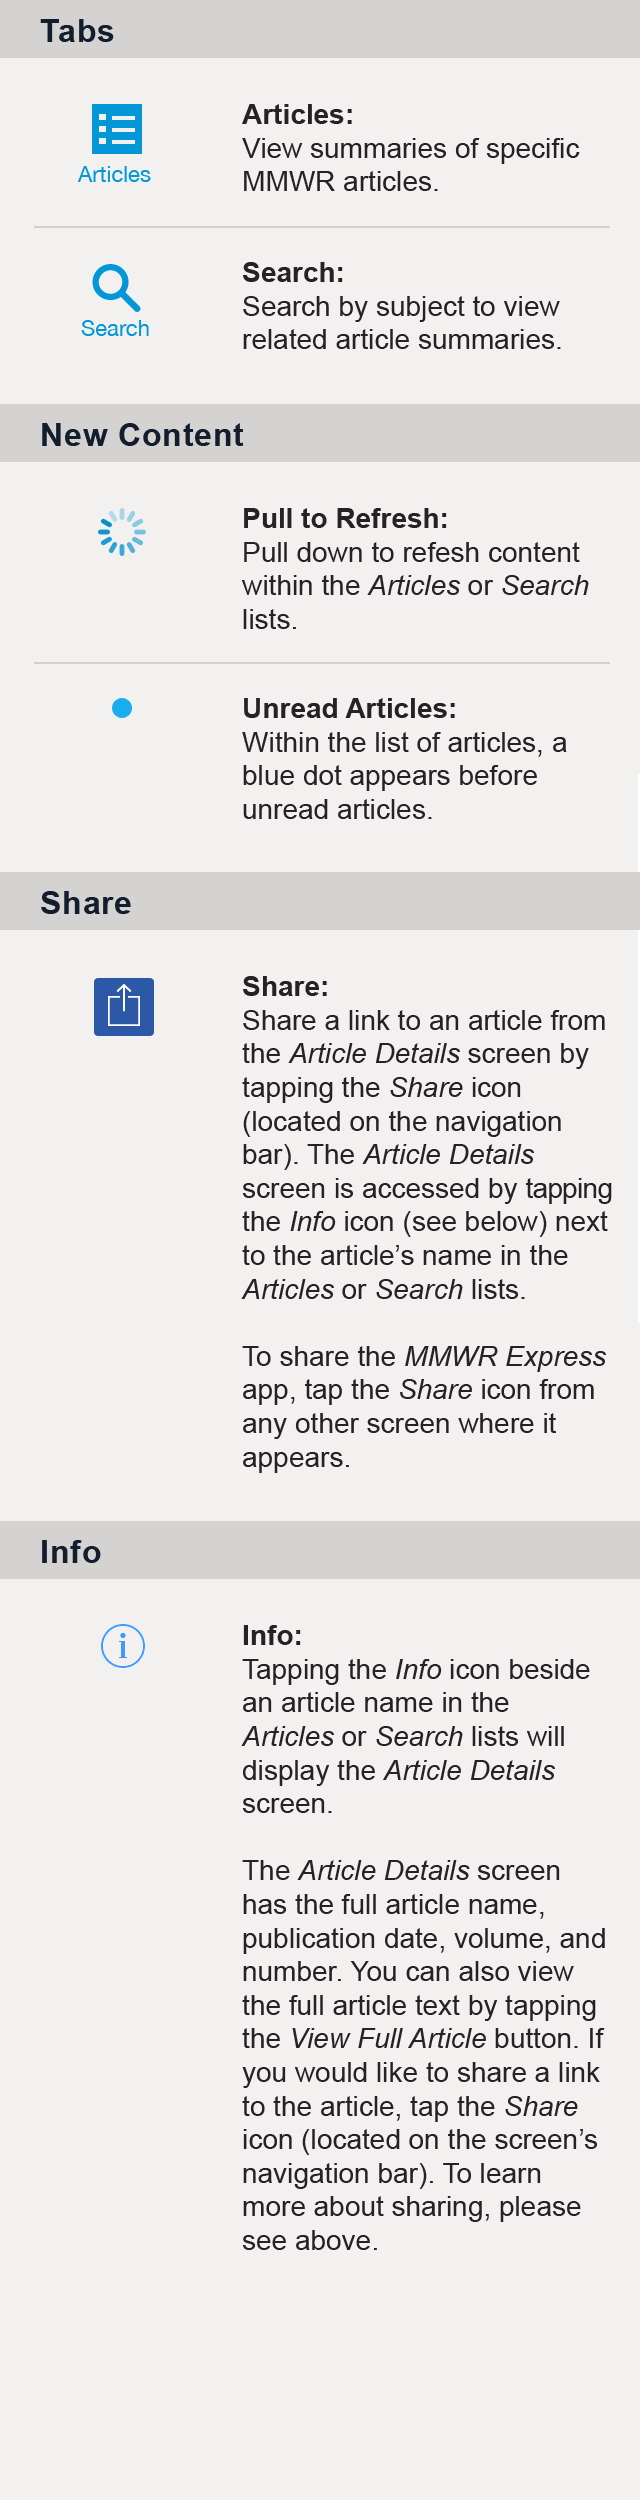 Tabs
Articles
Articles:
View summaries of specific
MMWR articles.
Search
Search:
Search by subject to view
related article summaries.
New Content
Pull to Refresh:
Pull down to refesh content
within the Articles or Search
lists.
Unread Articles:
Within the list of articles, a
blue dot appears before
unread articles.
Share
Share:
Share a link to an article from
the Article Details screen by
tapping the Share icon
(located on the navigation
bar). The Article Details
screen is accessed by tapping
the Info icon (see below) next
to the article’s name in the
Articles or Search lists.
To share the MMWR Express
app, tap the Share icon from
any other screen where it
appears.
Info
i
Info:
Tapping the Info icon beside
an article name in the
Articles or Search lists will
display the Article Details
screen.
The Article Details screen
has the full article name,
publication date, volume, and
number. You can also view
the full article text by tapping
the View Full Article button. If
you would like to share a link
to the article, tap the Share
icon (located on the screen’s
navigation bar). To learn
more about sharing, please
see above.